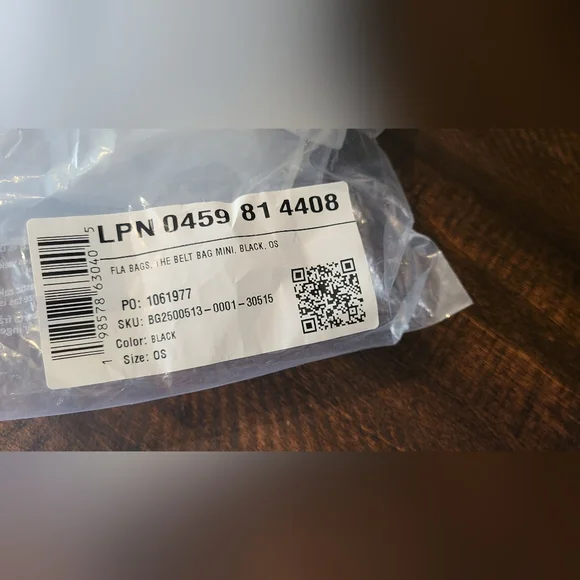 LPN 0459 81 4408
FLA BAGS, THE BELT BAG MINI, BLACK, OS
PO: 1061977
SKU: BG2500513-0001-30515
Color: BLACK
Size: OS
1 98578 63040 5